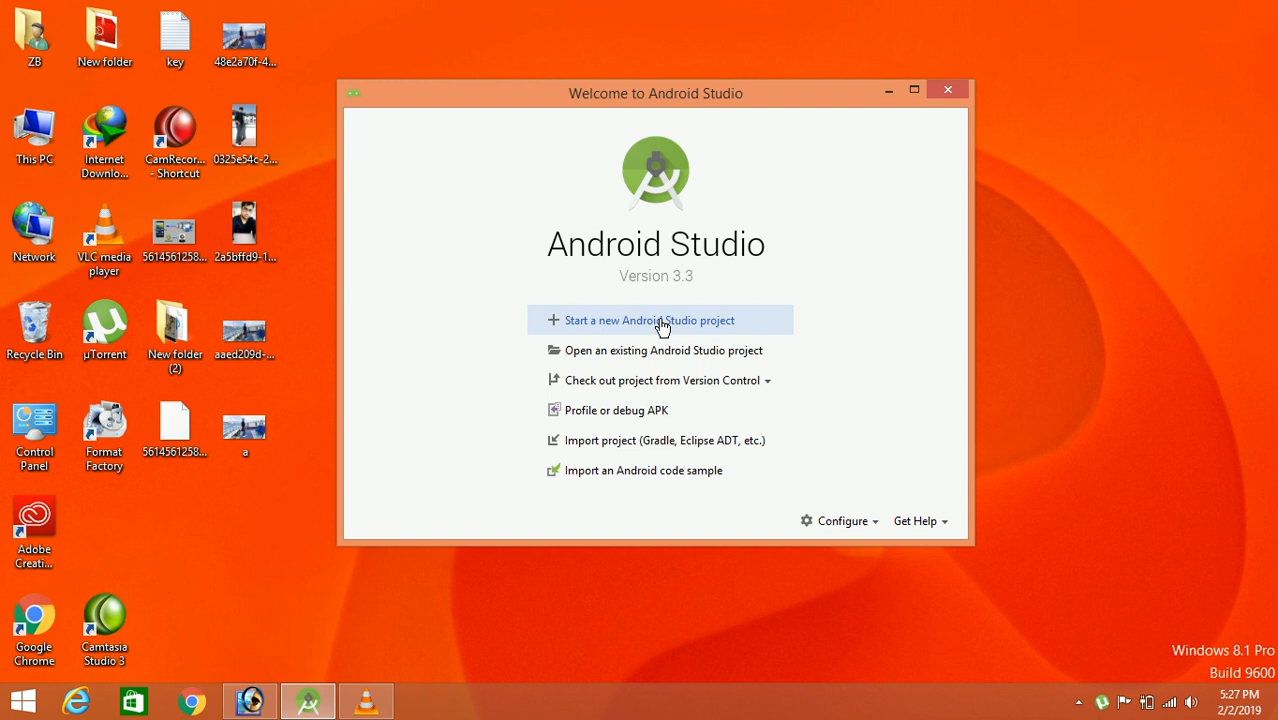 ZB
New folder
key
48e2a70f-4...
This PC
Internet
Downlo...
CamRecor...
- Shortcut
0325e54c-2...
Network
VLC media
player
5614561258...
2a5bffd9-1...
Recycle Bin
µTorrent
New folder
(2)
aaed209d-...
Control
Panel
Format
Factory
5614561258...
a
Adobe
Creati...
Google
Chrome
Camtasia
Studio 3
Welcome to Android Studio
Android Studio
Version 3.3
Start a new Android Studio project
Open an existing Android Studio project
Check out project from Version Control
Profile or debug APK
Import project (Gradle, Eclipse ADT, etc.)
Import an Android code sample
Configure
Get Help
Windows 8.1 Pro
Build 9600
5:27 PM
2/2/2019